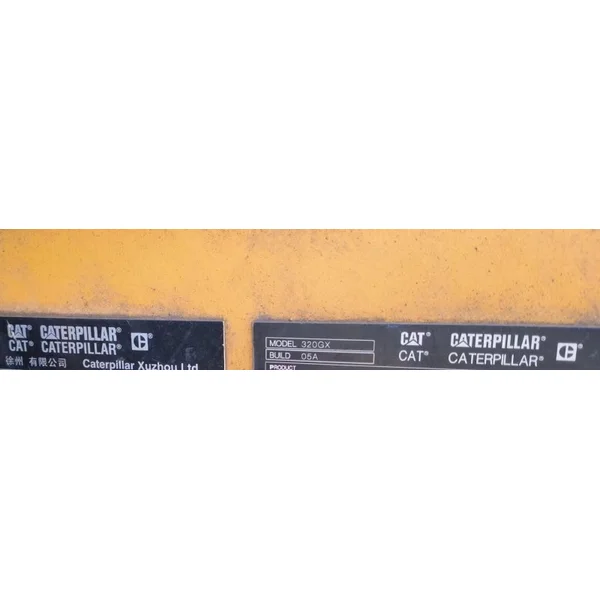 CAT® CATERPILLAR®
CAT® CATERPILLAR®
徐州 有限公司 Caterpillar Xuzhou Ltd
MODEL 320GX
BUILD 05A
PRODUCT
CAT® CATERPILLAR®
CAT® CATERPILLAR®